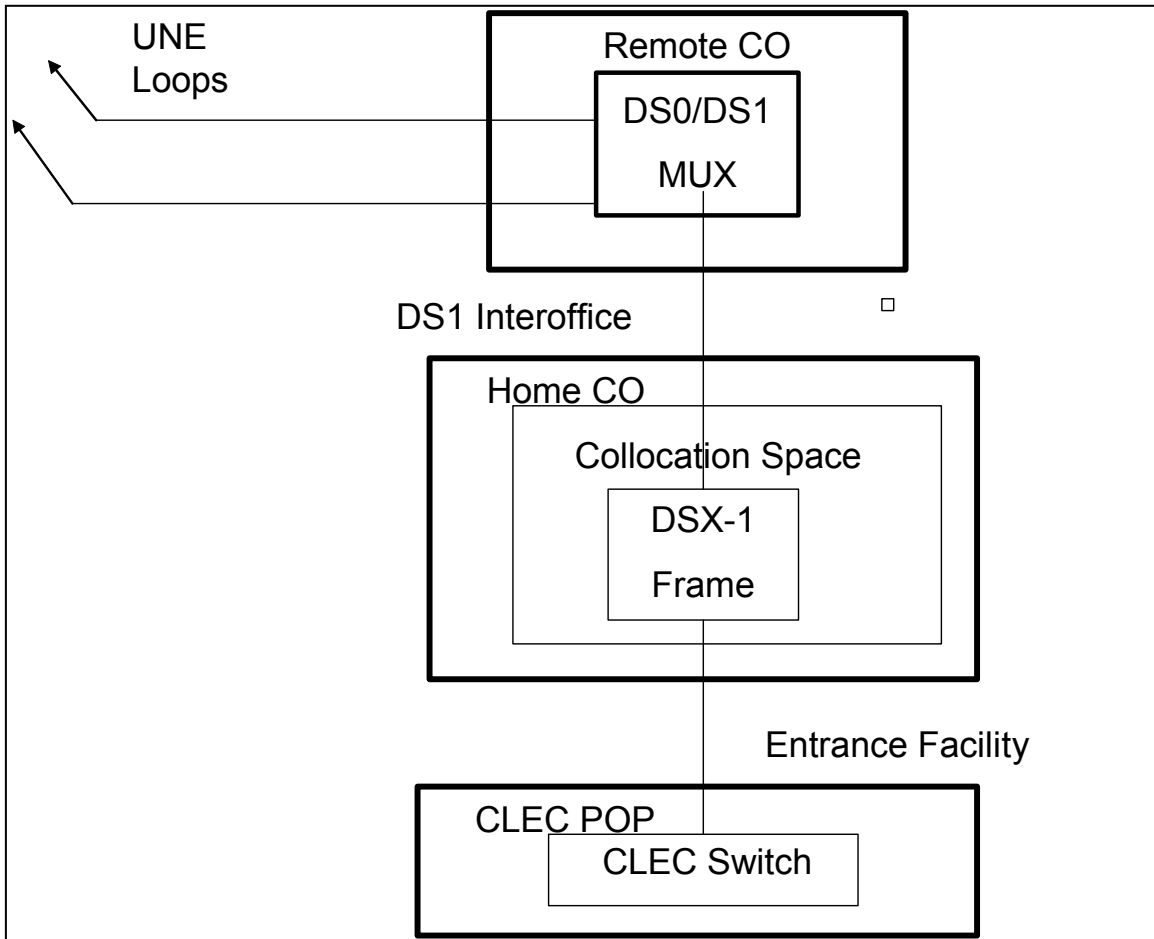 UNE
Loops
Remote CO
DS0/DS1
MUX
DS1 Interoffice
Home CO
Collocation Space
DSX-1
Frame
Entrance Facility
CLEC POP
CLEC Switch